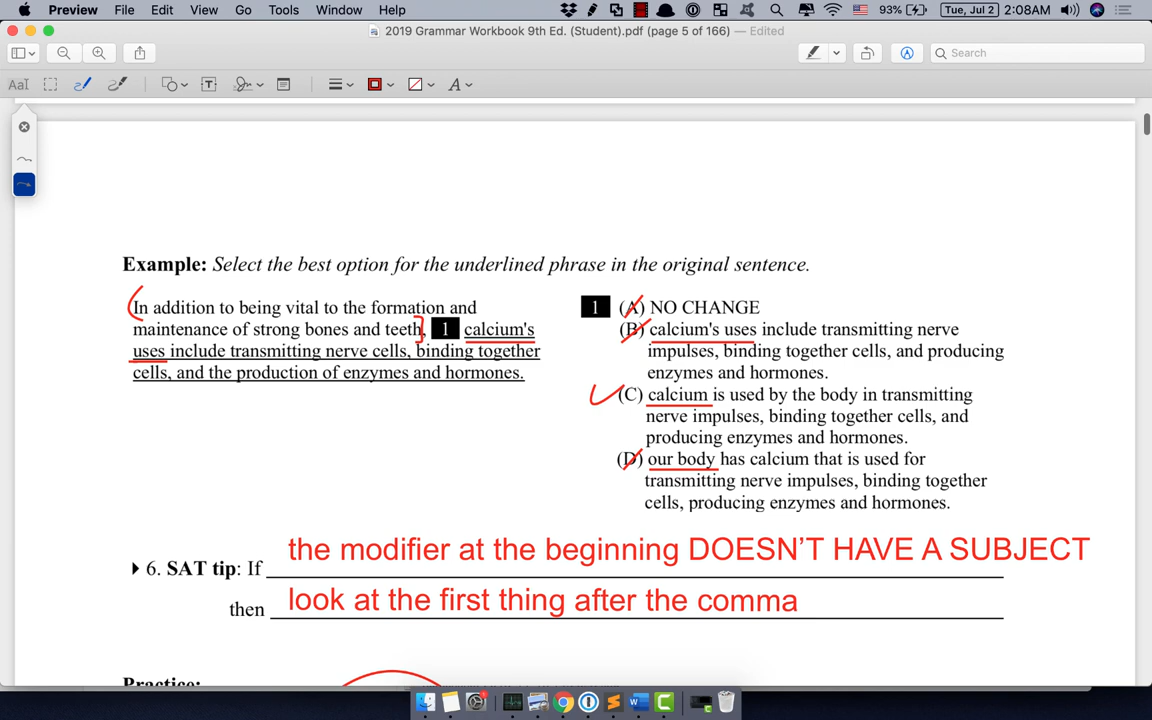 Preview File Edit View Go Tools Window Help 93% Tue, Jul 2 2:08AM
2019 Grammar Workbook 9th Ed. (Student).pdf (page 5 of 166) — Edited
Search
AaI T A
Example: Select the best option for the underlined phrase in the original sentence.
In addition to being vital to the formation and
maintenance of strong bones and teeth, 1 calcium's
uses include transmitting nerve cells, binding together
cells, and the production of enzymes and hormones.
1 (A) NO CHANGE
(B) calcium's uses include transmitting nerve
impulses, binding together cells, and producing
enzymes and hormones.
(C) calcium is used by the body in transmitting
nerve impulses, binding together cells, and
producing enzymes and hormones.
(D) our body has calcium that is used for
transmitting nerve impulses, binding together
cells, producing enzymes and hormones.
the modifier at the beginning DOESN'T HAVE A SUBJECT
6. SAT tip: If
look at the first thing after the comma
then
Practice: